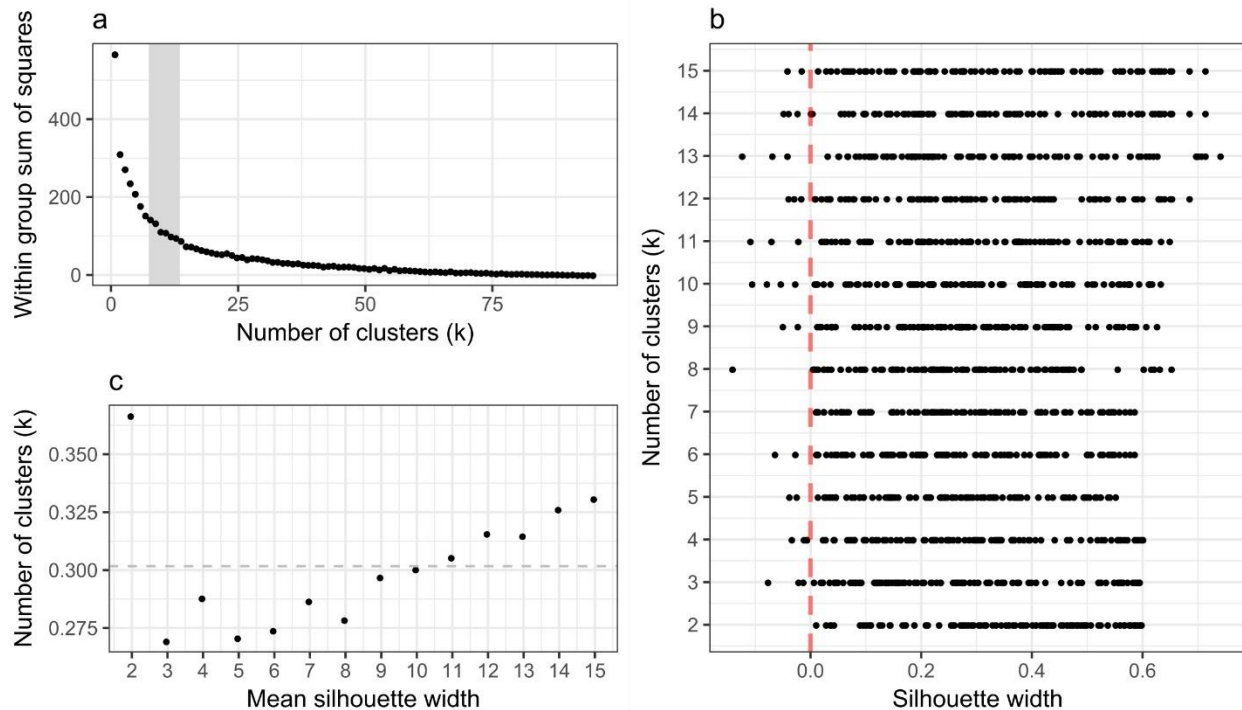 a
Within group sum of squares
400
200
0
0 25 50 75
Number of clusters (k)
b
Number of clusters (k)
15
14
13
12
11
10
9
8
7
6
5
4
3
2
0.0 0.2 0.4 0.6
Silhouette width
c
Number of clusters (k)
0.350
0.325
0.300
0.275
2 3 4 5 6 7 8 9 10 11 12 13 14 15
Mean silhouette width